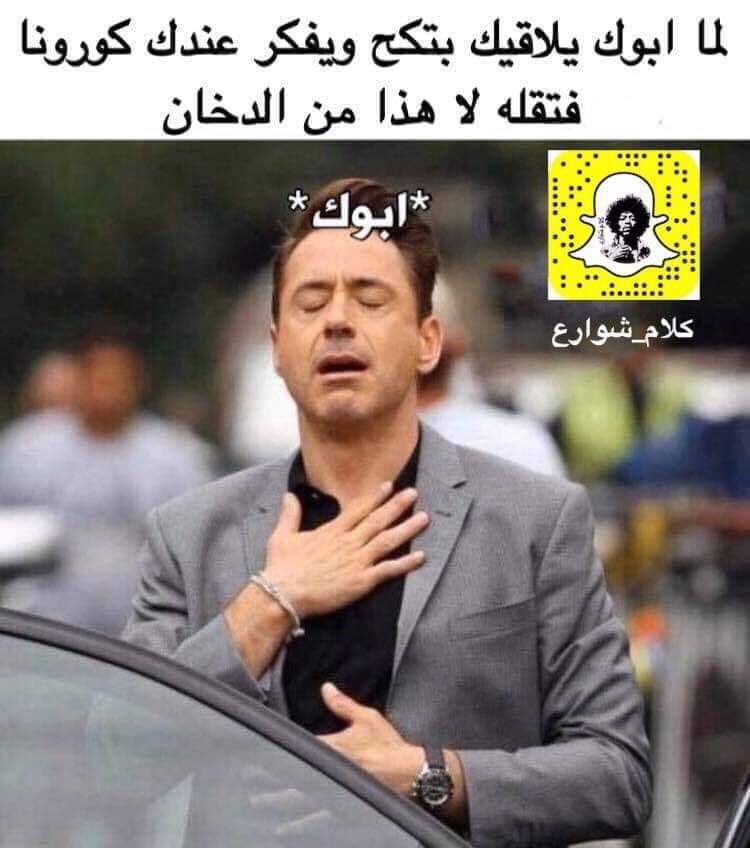 لما ابوك يلاقيك بتكح ويفكر عندك كورونا
فتقله لا هذا من الدخان
*ابوك*
كلام_شوارع